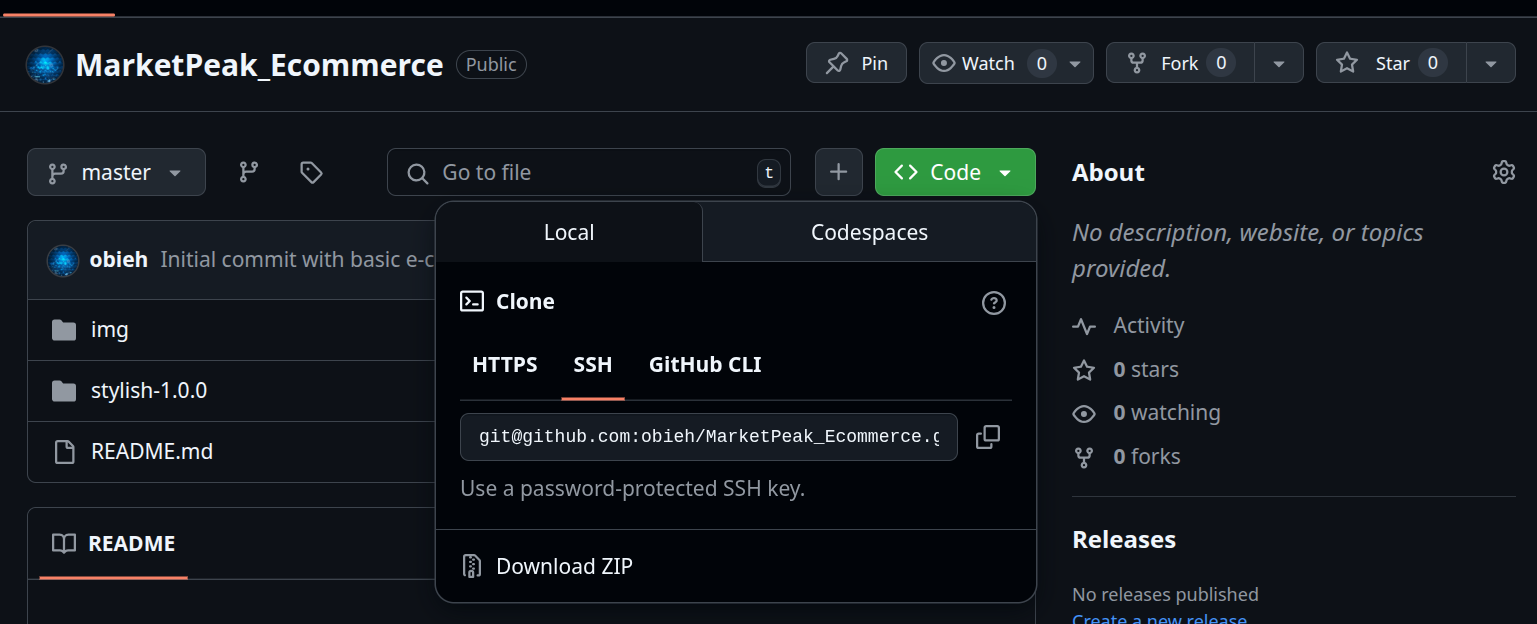 MarketPeak_Ecommerce Public Pin Watch 0 Fork 0 Star 0
master Go to file t Code
Local Codespaces
obieh Initial commit with basic e-c
Clone
img
HTTPS SSH GitHub CLI
stylish-1.0.0
git@github.com:obieh/MarketPeak_Ecommerce.g
README.md
Use a password-protected SSH key.
README
Download ZIP
About
No description, website, or topics
provided.
Activity
0 stars
0 watching
0 forks
Releases
No releases published
Create a new release